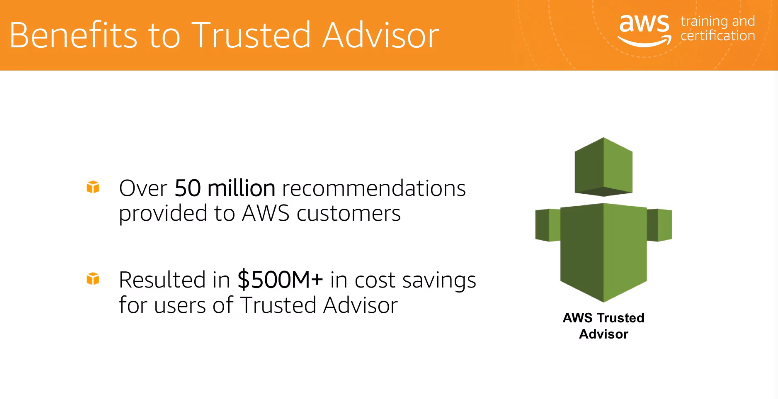 Benefits to Trusted Advisor
aws training and
certification
Over 50 million recommendations
provided to AWS customers
Resulted in $500M+ in cost savings
for users of Trusted Advisor
AWS Trusted
Advisor